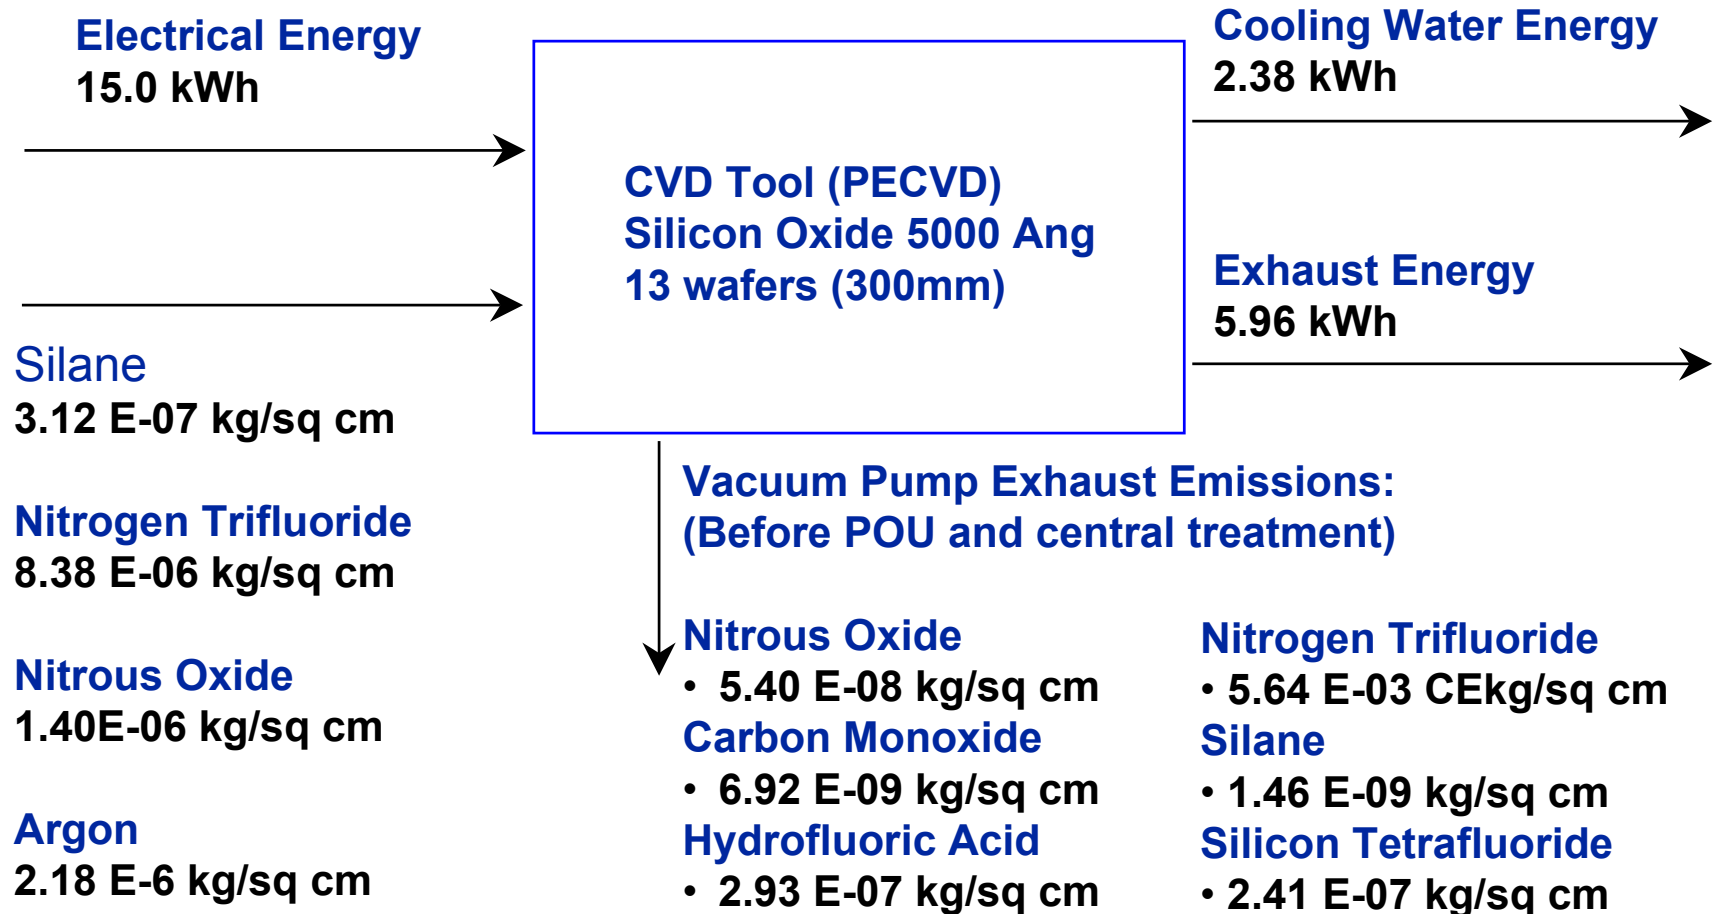 Electrical Energy
15.0 kWh
Cooling Water Energy
2.38 kWh
CVD Tool (PECVD)
Silicon Oxide 5000 Ang
13 wafers (300mm)
Exhaust Energy
5.96 kWh
Silane
3.12 E-07 kg/sq cm
Nitrogen Trifluoride
8.38 E-06 kg/sq cm
Nitrous Oxide
1.40E-06 kg/sq cm
Argon
2.18 E-6 kg/sq cm
Vacuum Pump Exhaust Emissions:
(Before POU and central treatment)
Nitrous Oxide
• 5.40 E-08 kg/sq cm
Carbon Monoxide
• 6.92 E-09 kg/sq cm
Hydrofluoric Acid
• 2.93 E-07 kg/sq cm
Nitrogen Trifluoride
• 5.64 E-03 CEkg/sq cm
Silane
• 1.46 E-09 kg/sq cm
Silicon Tetrafluoride
• 2.41 E-07 kg/sq cm